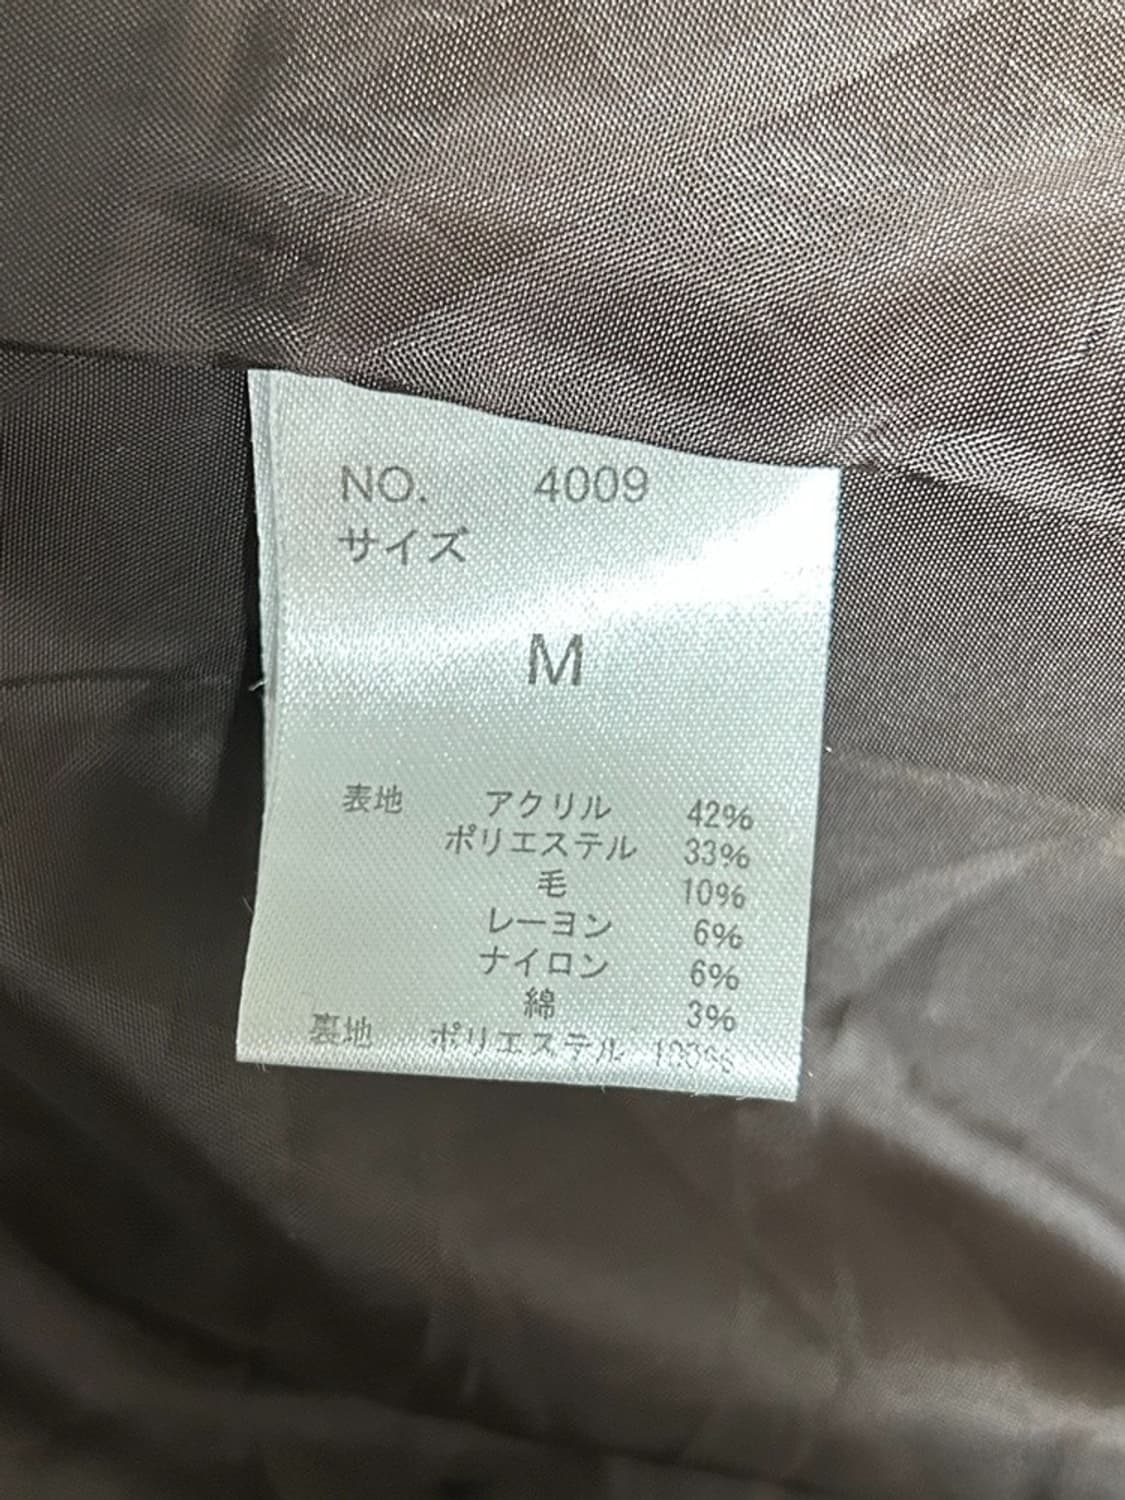 NO. 4009
サイズ
M
表地 アクリル 42%
ポリエステル 33%
毛 10%
レーヨン 6%
ナイロン 6%
綿 3%
裏地 ポリエステル 100%